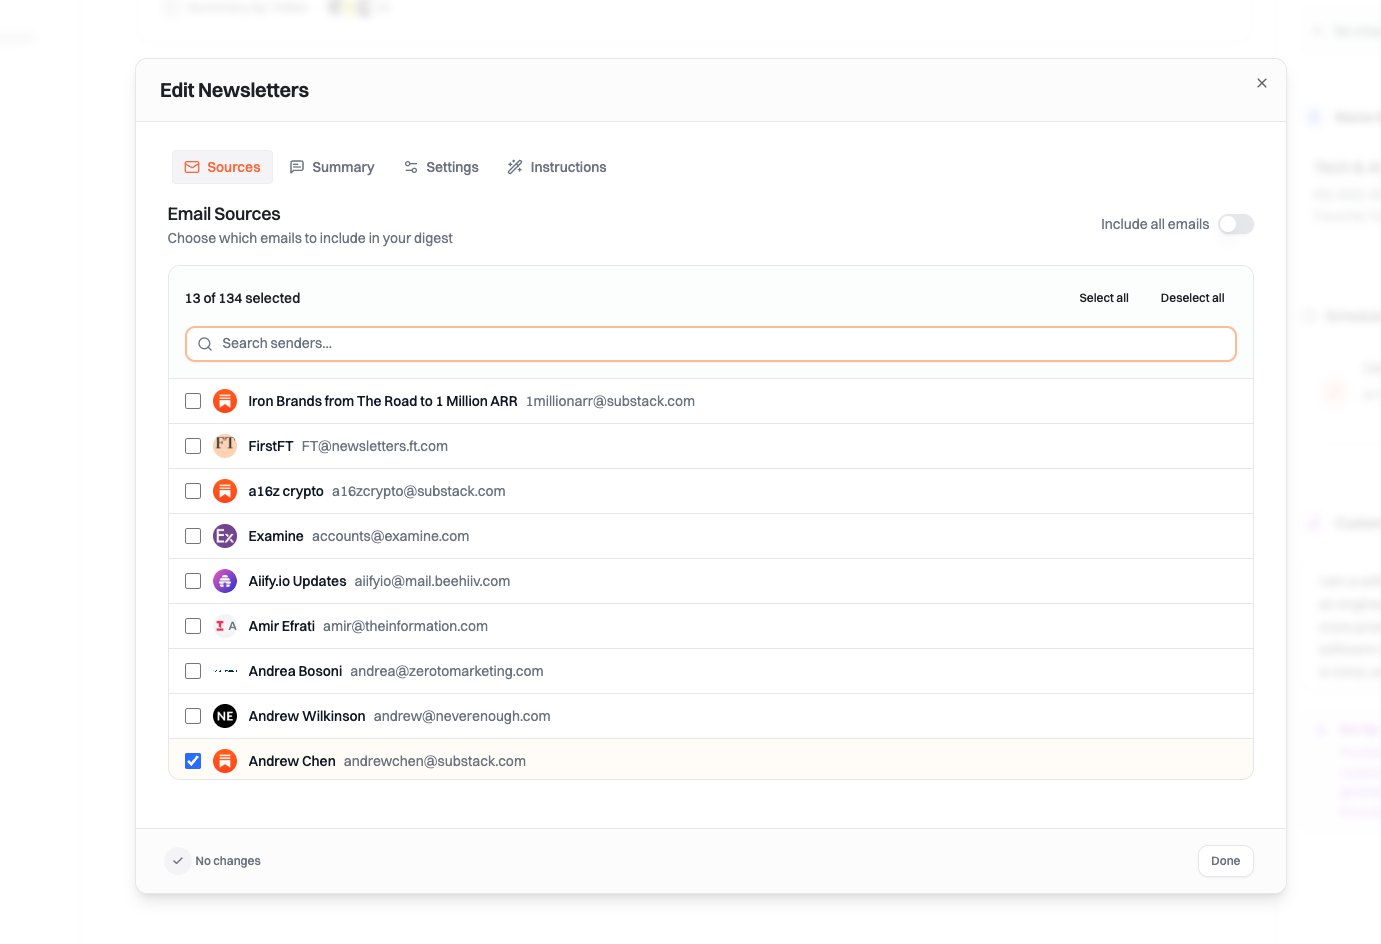 Edit Newsletters
Sources
Summary
Settings
Instructions
Email Sources
Choose which emails to include in your digest
Include all emails
13 of 134 selected
Select all
Deselect all
Search senders...
Iron Brands from The Road to 1 Million ARR 1millionarr@substack.com
FT
FirstFT FT@newsletters.ft.com
a16z crypto a16zcrypto@substack.com
Ex
Examine accounts@examine.com
Aiify.io Updates aiifyio@mail.beehiiv.com
I A
Amir Efrati amir@theinformation.com
Andrea Bosoni andrea@zerotomarketing.com
NE
Andrew Wilkinson andrew@neverenough.com
Andrew Chen andrewchen@substack.com
No changes
Done